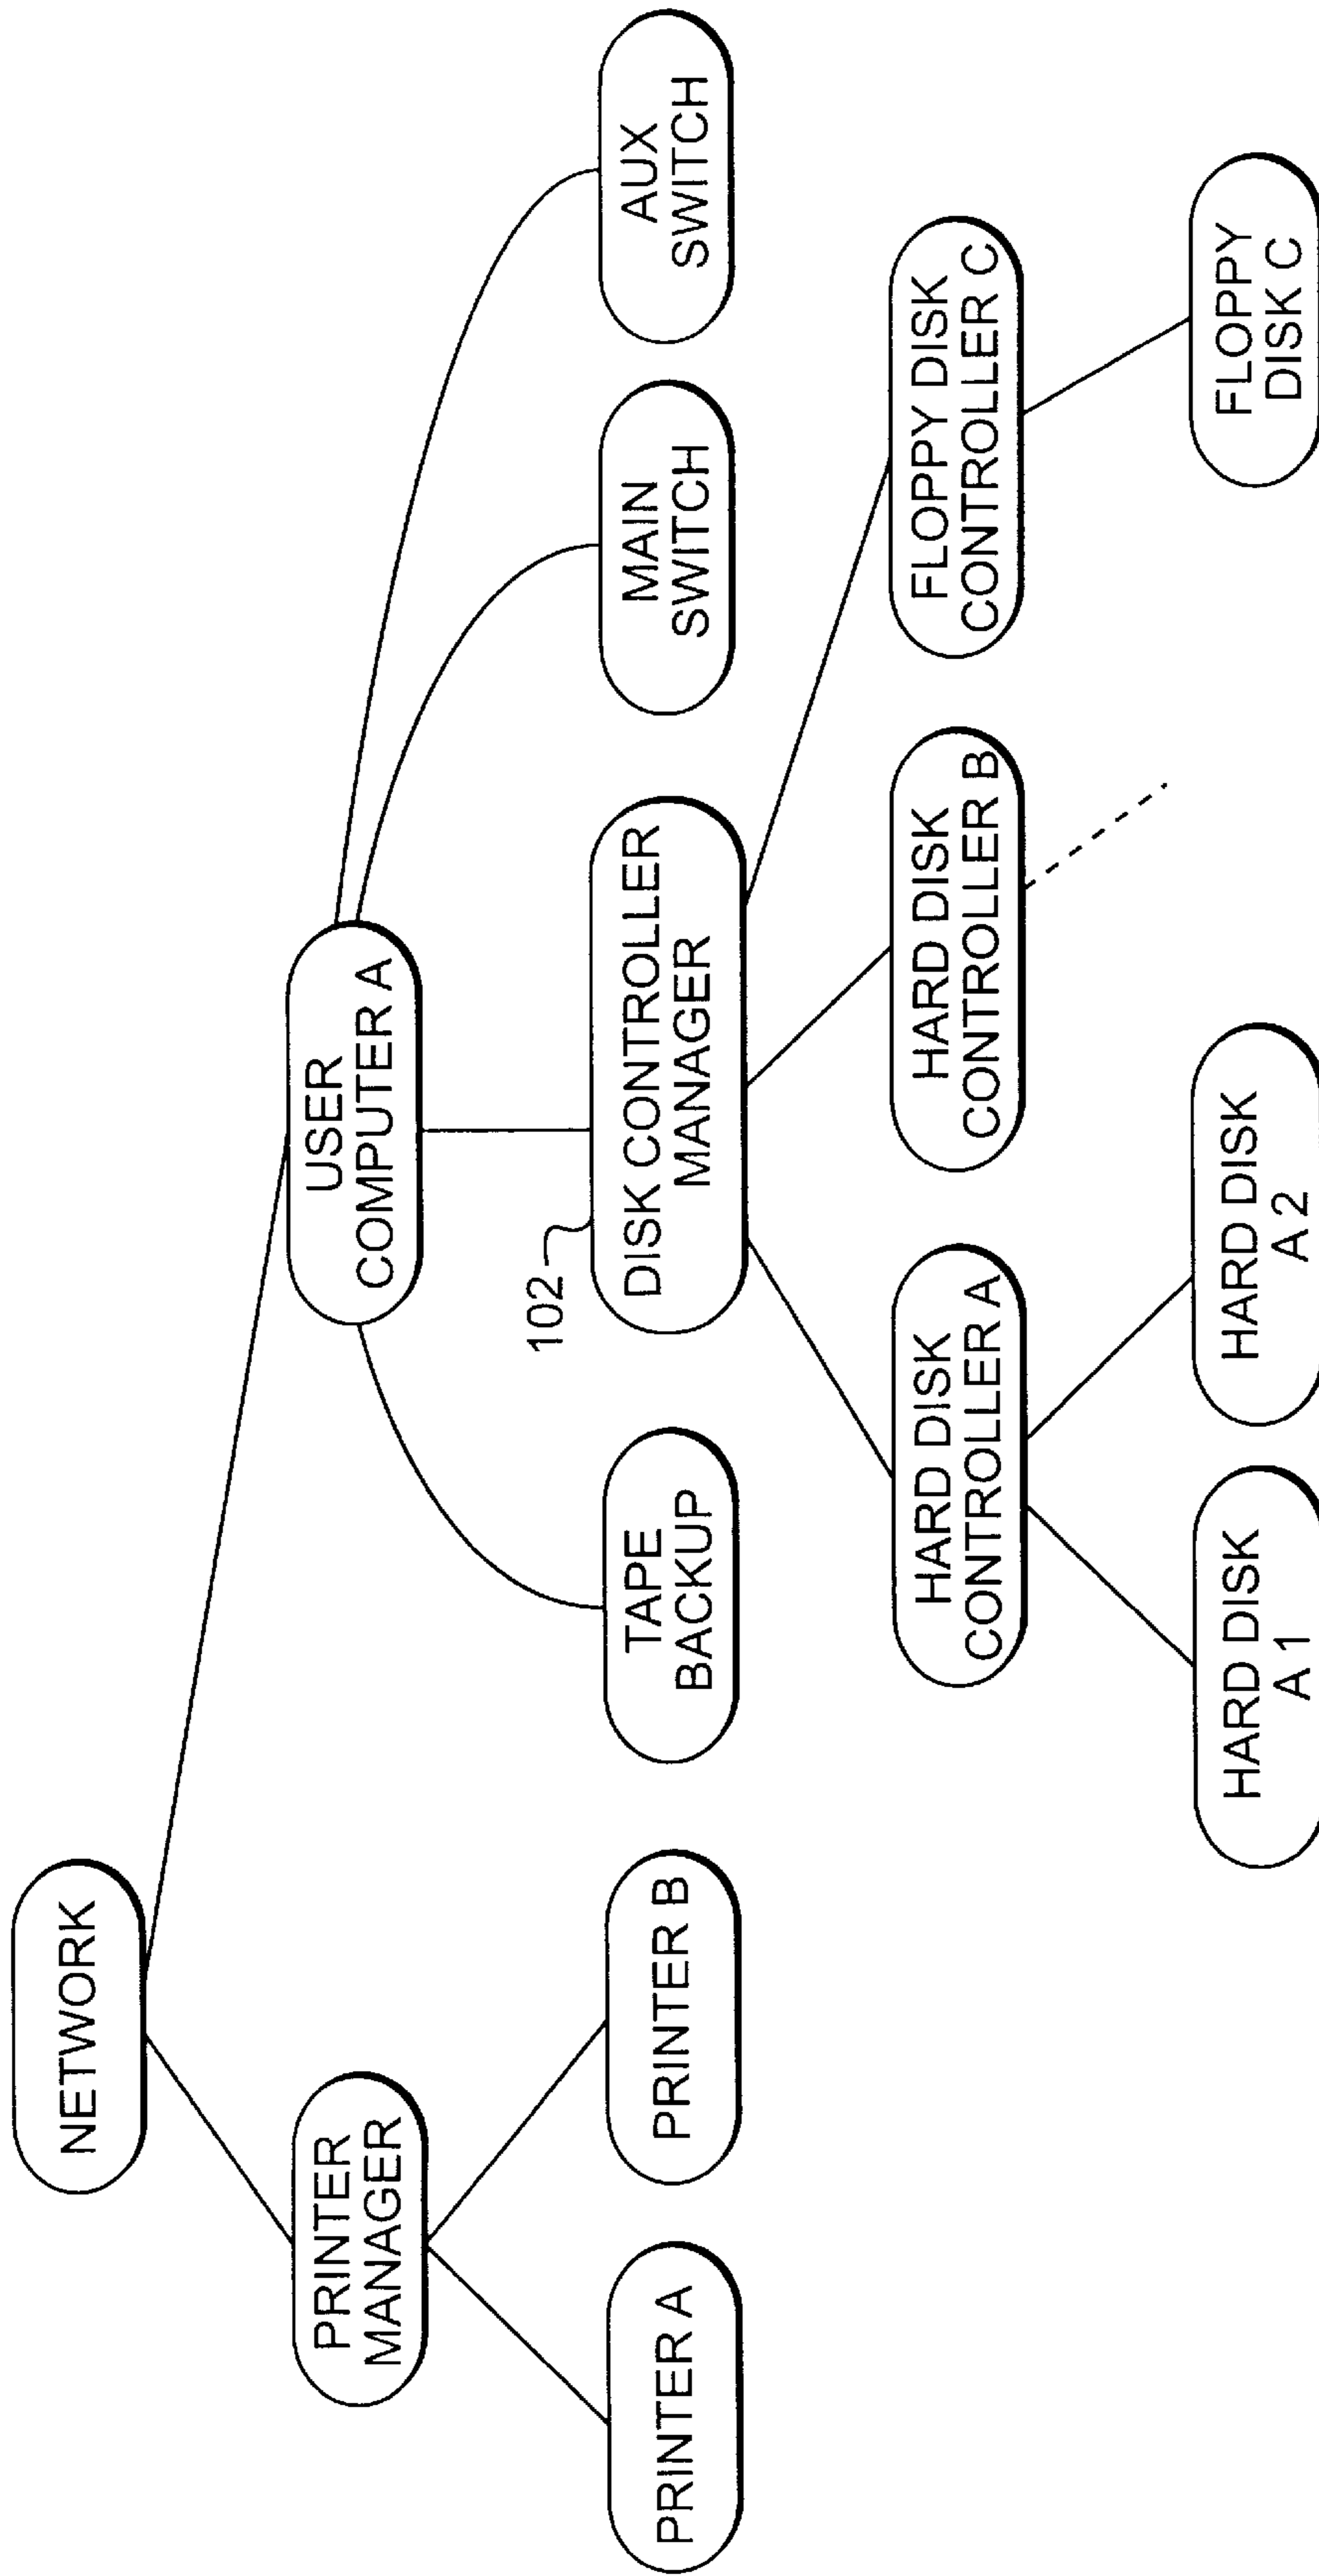 NETWORK
PRINTER
MANAGER
USER
COMPUTER A
PRINTER A
PRINTER B
TAPE
BACKUP
102
DISK CONTROLLER
MANAGER
MAIN
SWITCH
AUX
SWITCH
HARD DISK
CONTROLLER A
HARD DISK
CONTROLLER B
FLOPPY DISK
CONTROLLER C
HARD DISK
A 1
HARD DISK
A 2
FLOPPY
DISK C